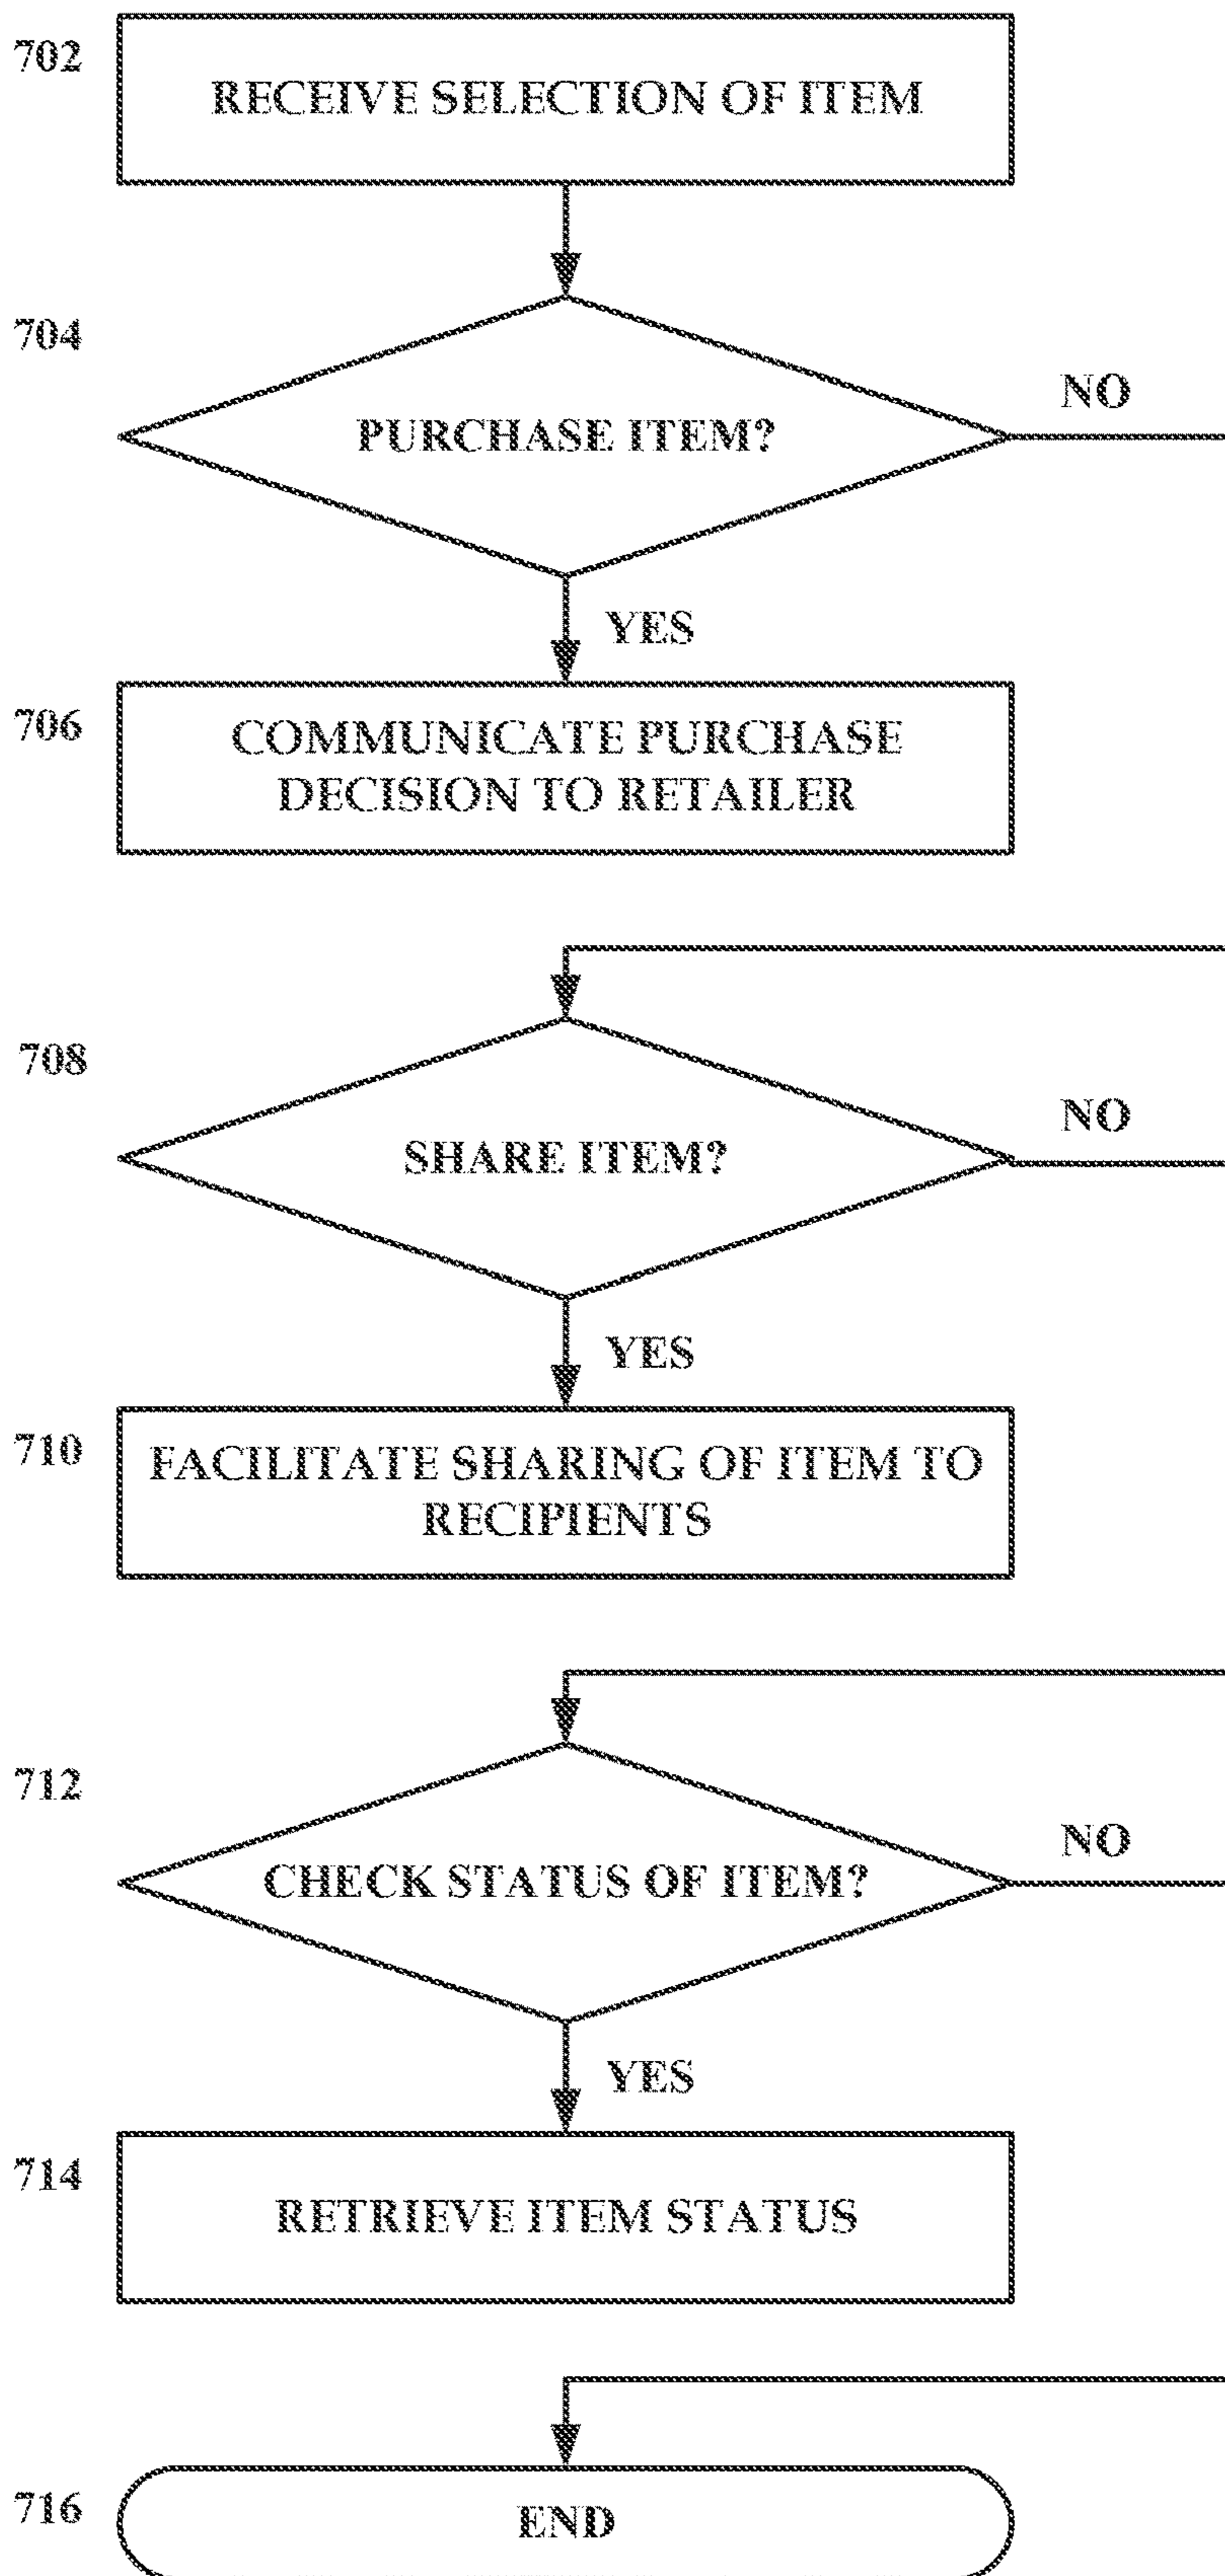 702
RECEIVE SELECTION OF ITEM
704
PURCHASE ITEM?
NO
YES
706
COMMUNICATE PURCHASE
DECISION TO RETAILER
708
SHARE ITEM?
NO
YES
710
FACILITATE SHARING OF ITEM TO
RECIPIENTS
712
CHECK STATUS OF ITEM?
NO
YES
714
RETRIEVE ITEM STATUS
716
END